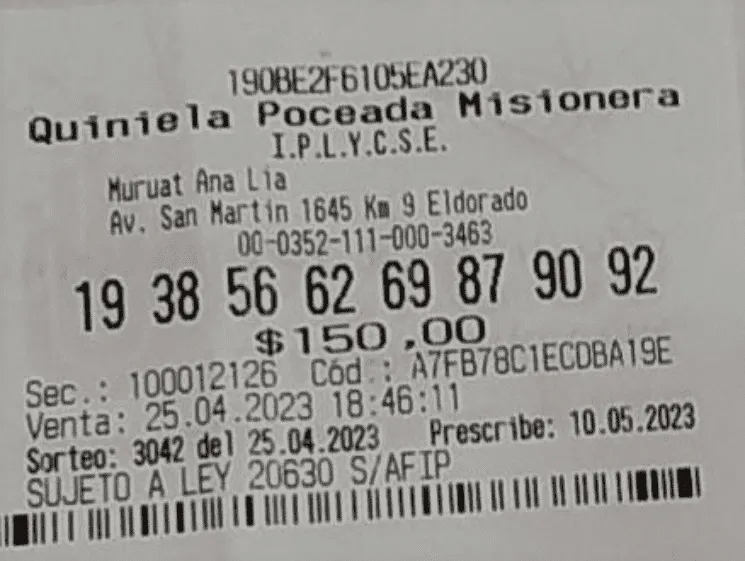 190BE2F6105EA230
Quiniela Poceada Misionera
I.P.L.Y.C.S.E.
Muruat Ana Lia
Av. San Martin 1645 Km 9 Eldorado
00-0352-111-000-3463
19 38 56 62 69 87 90 92
$150,00
Sec.: 100012126 Cód.: A7FB78C1ECDBA19E
Venta: 25.04.2023 18:46:11
Sorteo: 3042 del 25.04.2023 Prescribe: 10.05.2023
SUJETO A LEY 20630 S/AFIP